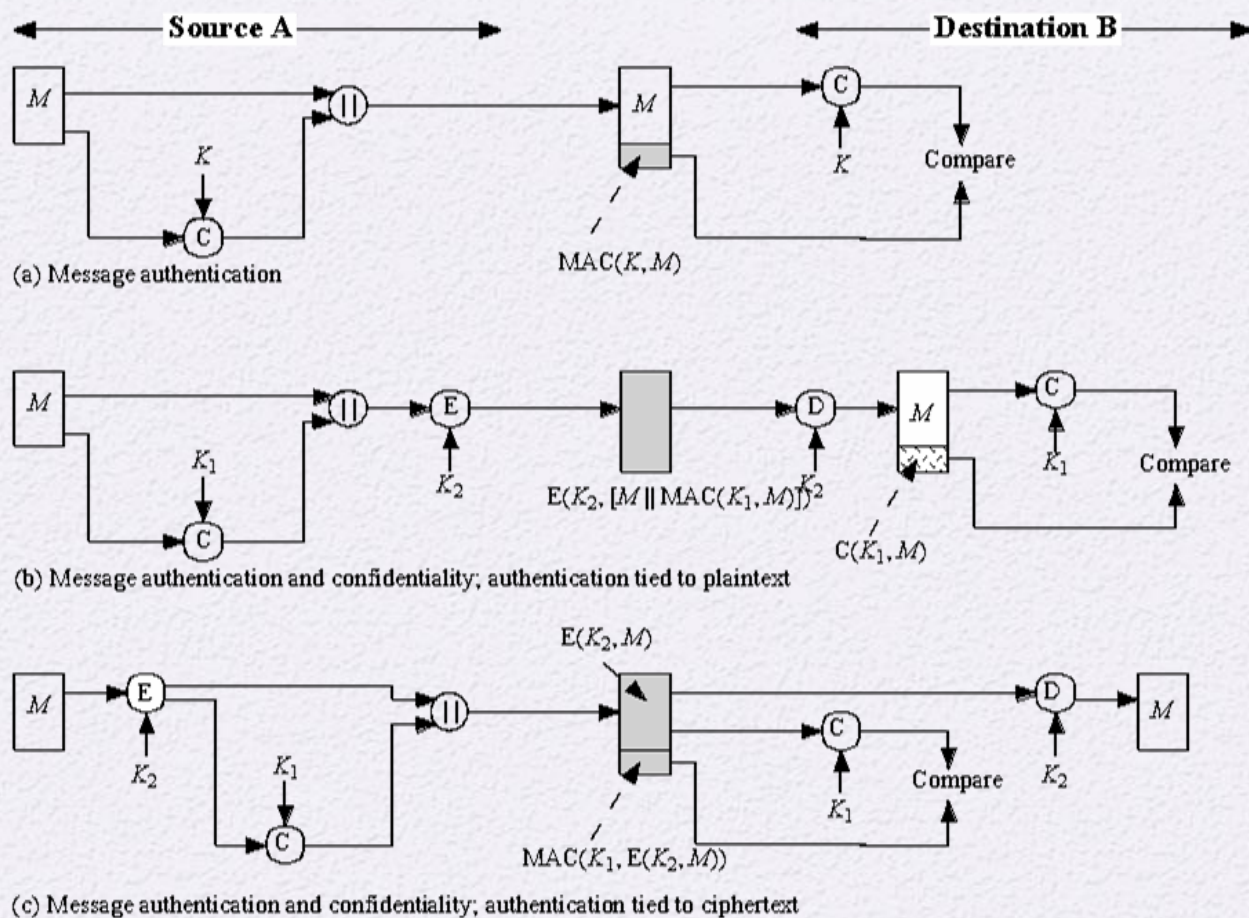 Source A
Destination B
M
||
M
C
K
C
K
Compare
MAC(K, M)
(a) Message authentication
M
||
E
D
M
C
K1
K2
K2
K1
Compare
C
E(K2, [M || MAC(K1, M)])
C(K1, M)
(b) Message authentication and confidentiality; authentication tied to plaintext
E(K2, M)
M
E
||
D
M
C
K2
K1
K1
Compare
K2
C
MAC(K1, E(K2, M))
(c) Message authentication and confidentiality; authentication tied to ciphertext